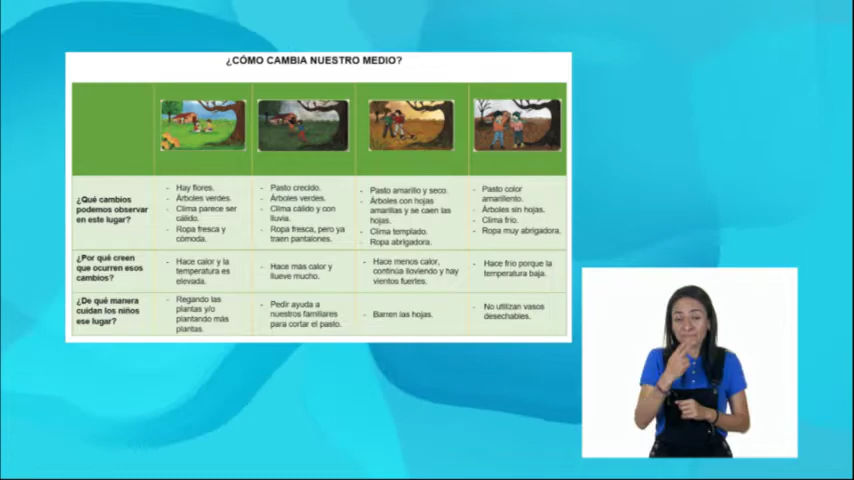 ¿CÓMO CAMBIA NUESTRO MEDIO?
¿Qué cambios
podemos observar
en este lugar?
- Hay flores.
- Árboles verdes.
- Clima parece ser
cálido.
- Ropa fresca y
cómoda.
- Pasto crecido.
- Árboles verdes.
- Clima cálido y con
lluvia.
- Ropa fresca, pero ya
traen pantalones.
- Pasto amarillo y seco.
- Árboles con hojas
amarillas y se caen las
hojas.
- Clima templado.
- Ropa abrigadora.
- Pasto color
amarillento.
- Árboles sin hojas.
- Clima frío.
- Ropa muy abrigadora.
¿Por qué creen
que ocurren esos
cambios?
- Hace calor y la
temperatura es
elevada.
- Hace más calor y
llueve mucho.
- Hace menos calor,
continúa lloviendo y hay
vientos fuertes.
- Hace frío porque la
temperatura baja.
¿De qué manera
cuidan los niños
ese lugar?
- Regando las
plantas y/o
plantando más
plantas.
- Pedir ayuda a
nuestros familiares
para cortar el pasto.
- Barren las hojas.
- No utilizan vasos
desechables.